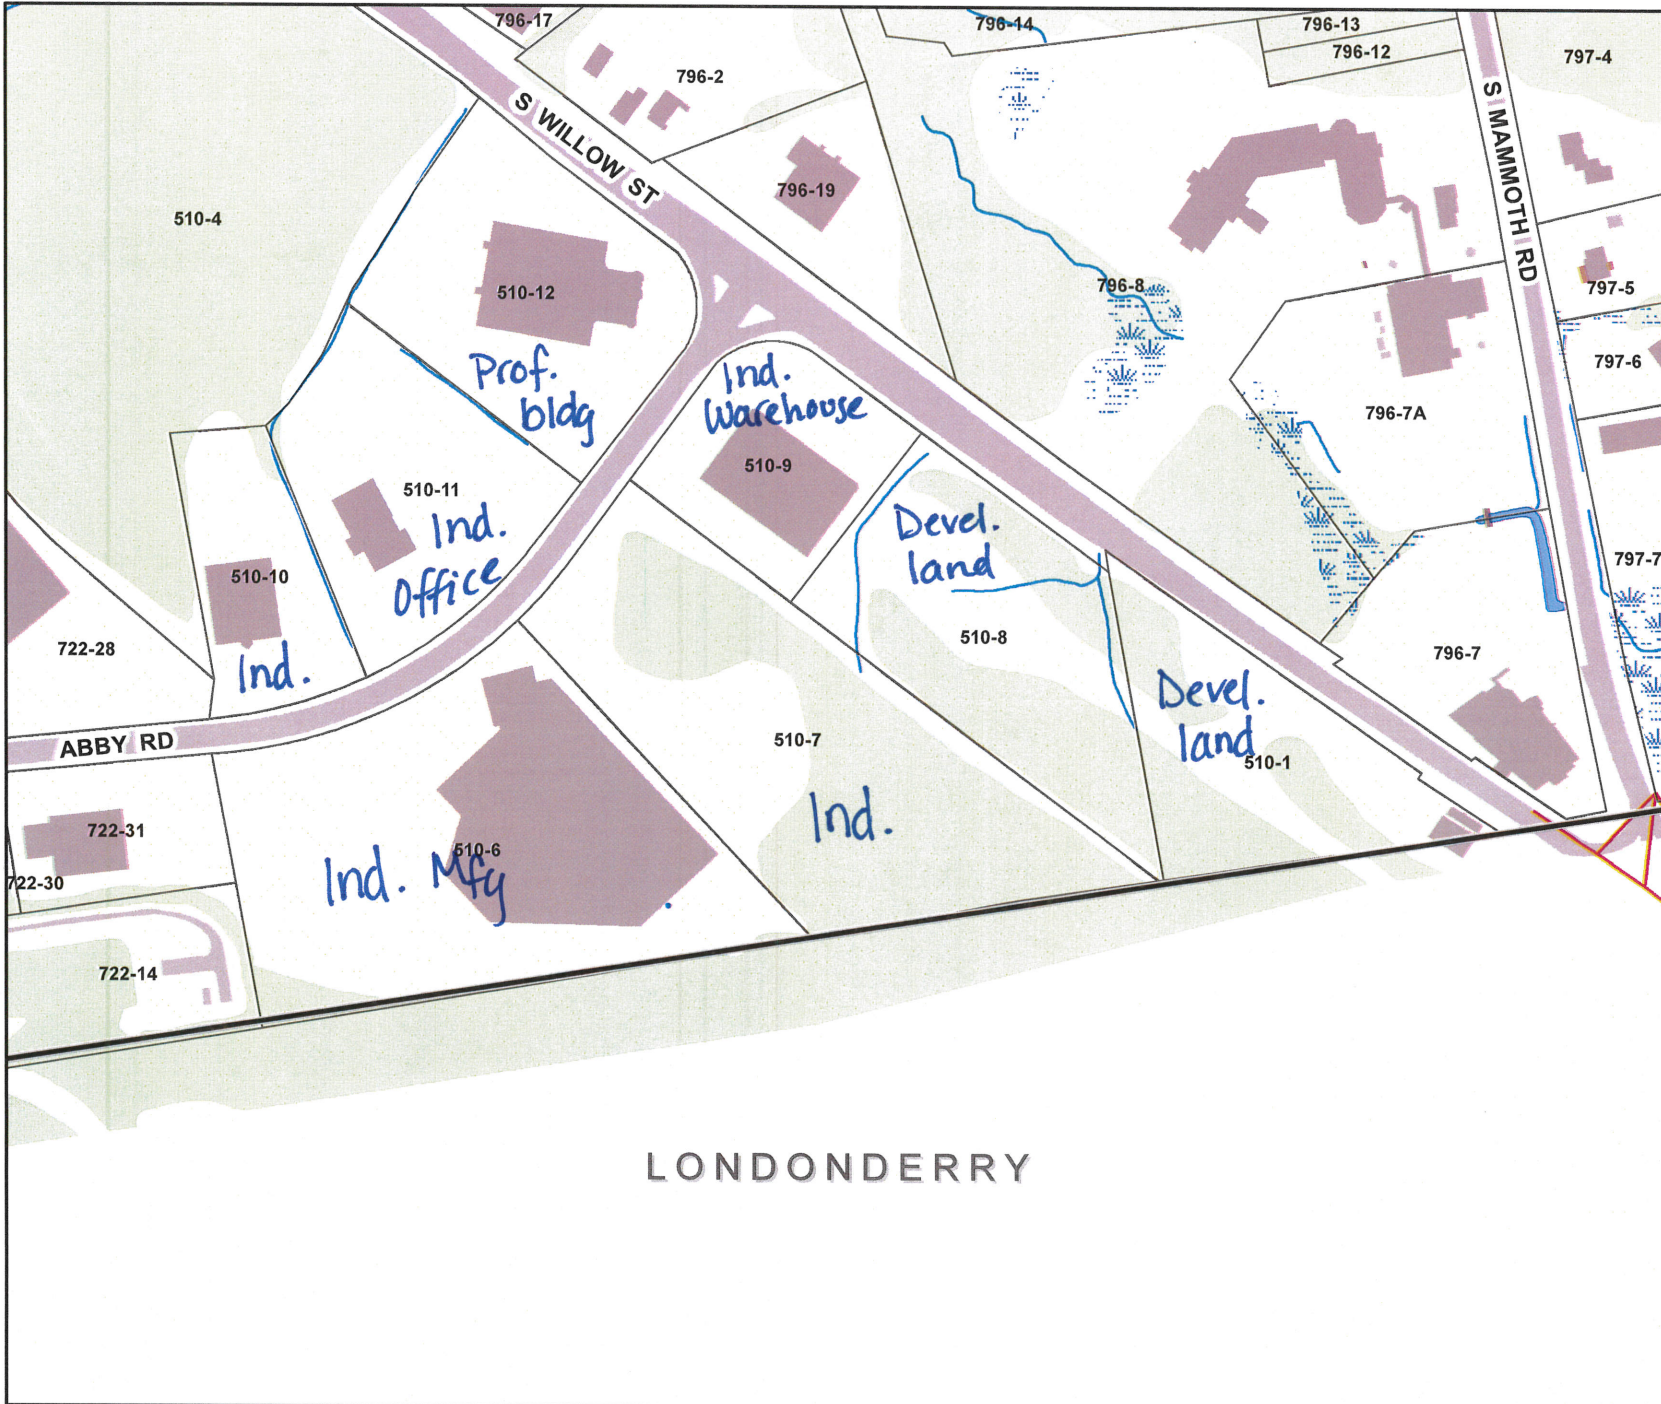 796-17
796-14
796-13
796-12
797-4
796-2
S WILLOW ST
S MAMMOTH RD
796-19
510-4
510-12
796-8
797-5
797-6
Prof.
bldg
Ind.
Warehouse
796-7A
510-9
510-11
Ind.
Office
Devel.
land
797-7
510-10
510-8
722-28
796-7
Ind.
Devel.
land
510-1
ABBY RD
510-7
722-31
Ind.
510-6
Ind. Mfg
722-30
722-14
LONDONDERRY